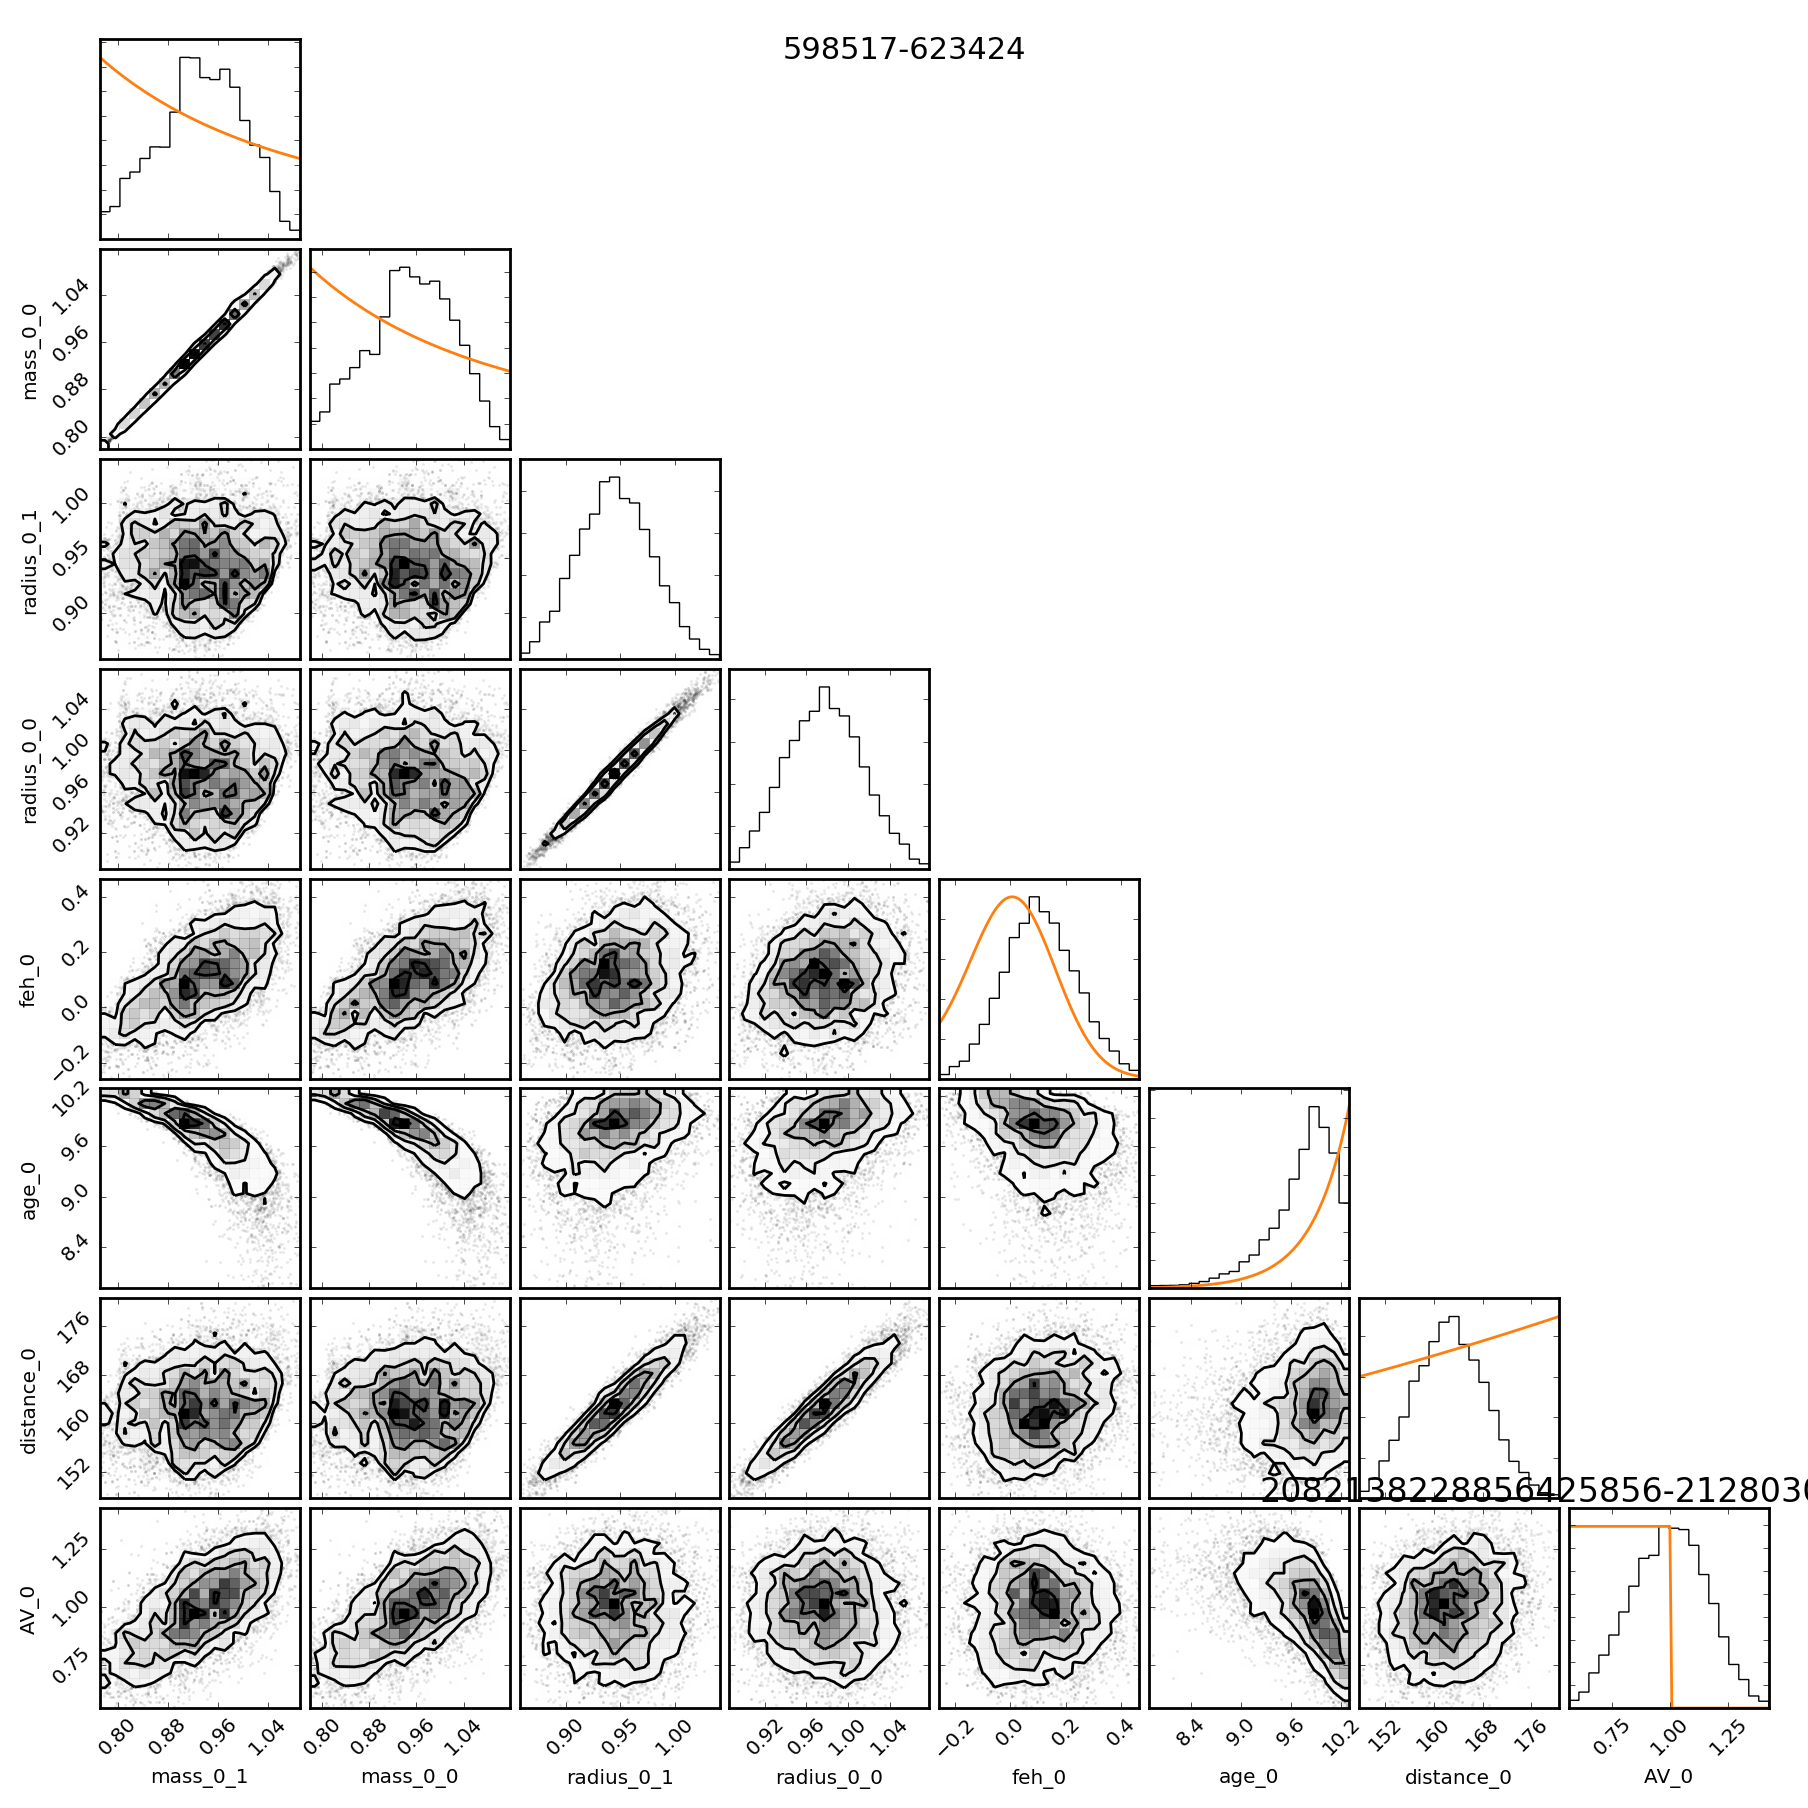 598517-623424
mass_0_0
1.04
0.96
0.88
0.80
radius_0_1
1.00
0.95
0.90
radius_0_0
1.04
1.00
0.96
0.92
feh_0
0.4
0.2
0.0
−0.2
age_0
10.2
9.6
9.0
8.4
distance_0
176
168
160
152
2082138228856425856-2128030
AV_0
1.25
1.00
0.75
0.80 0.88 0.96 1.04
0.80 0.88 0.96 1.04
0.90 0.95 1.00
0.92 0.96 1.00 1.04
−0.2 0.0 0.2 0.4
8.4 9.0 9.6 10.2
152 160 168 176
0.75 1.00 1.25
mass_0_1 mass_0_0 radius_0_1 radius_0_0 feh_0 age_0 distance_0 AV_0